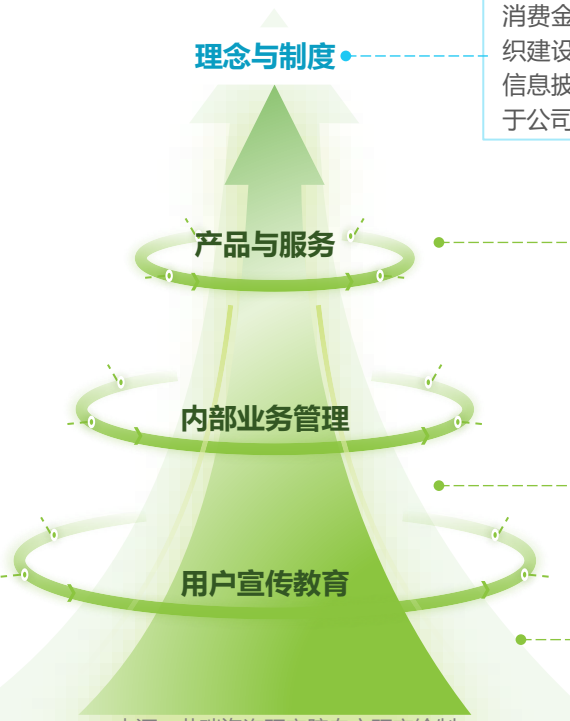 消费金
理念与制度
织建设
信息披
于公司
产品与服务
内部业务管理
用户宣传教育